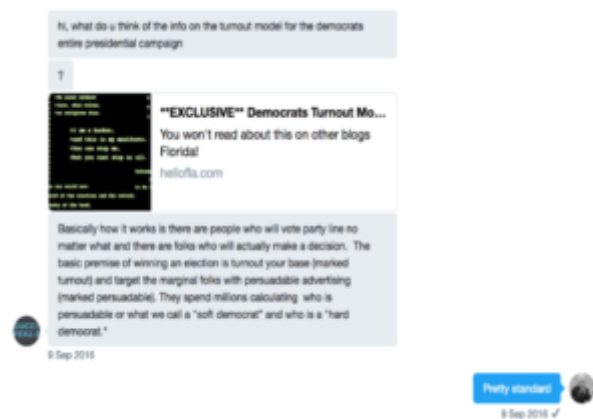 hi, what do u think of the info on the turnout model for the democrats
entire presidential campaign
?
**EXCLUSIVE** Democrats Turnout Mo...
You won't read about this on other blogs
Florida!
hellofla.com
Basically how it works is there are people who will vote party line no
matter what and there are folks who will actually make a decision. The
basic premise of winning an election is turnout your base (marked
turnout) and target the marginal folks with persuadable advertising
(marked persuadable). They spend millions calculating who is
persuadable or what we call a "soft democrat" and who is a "hard
democrat."
9 Sep 2016
Pretty standard
9 Sep 2016 ✓